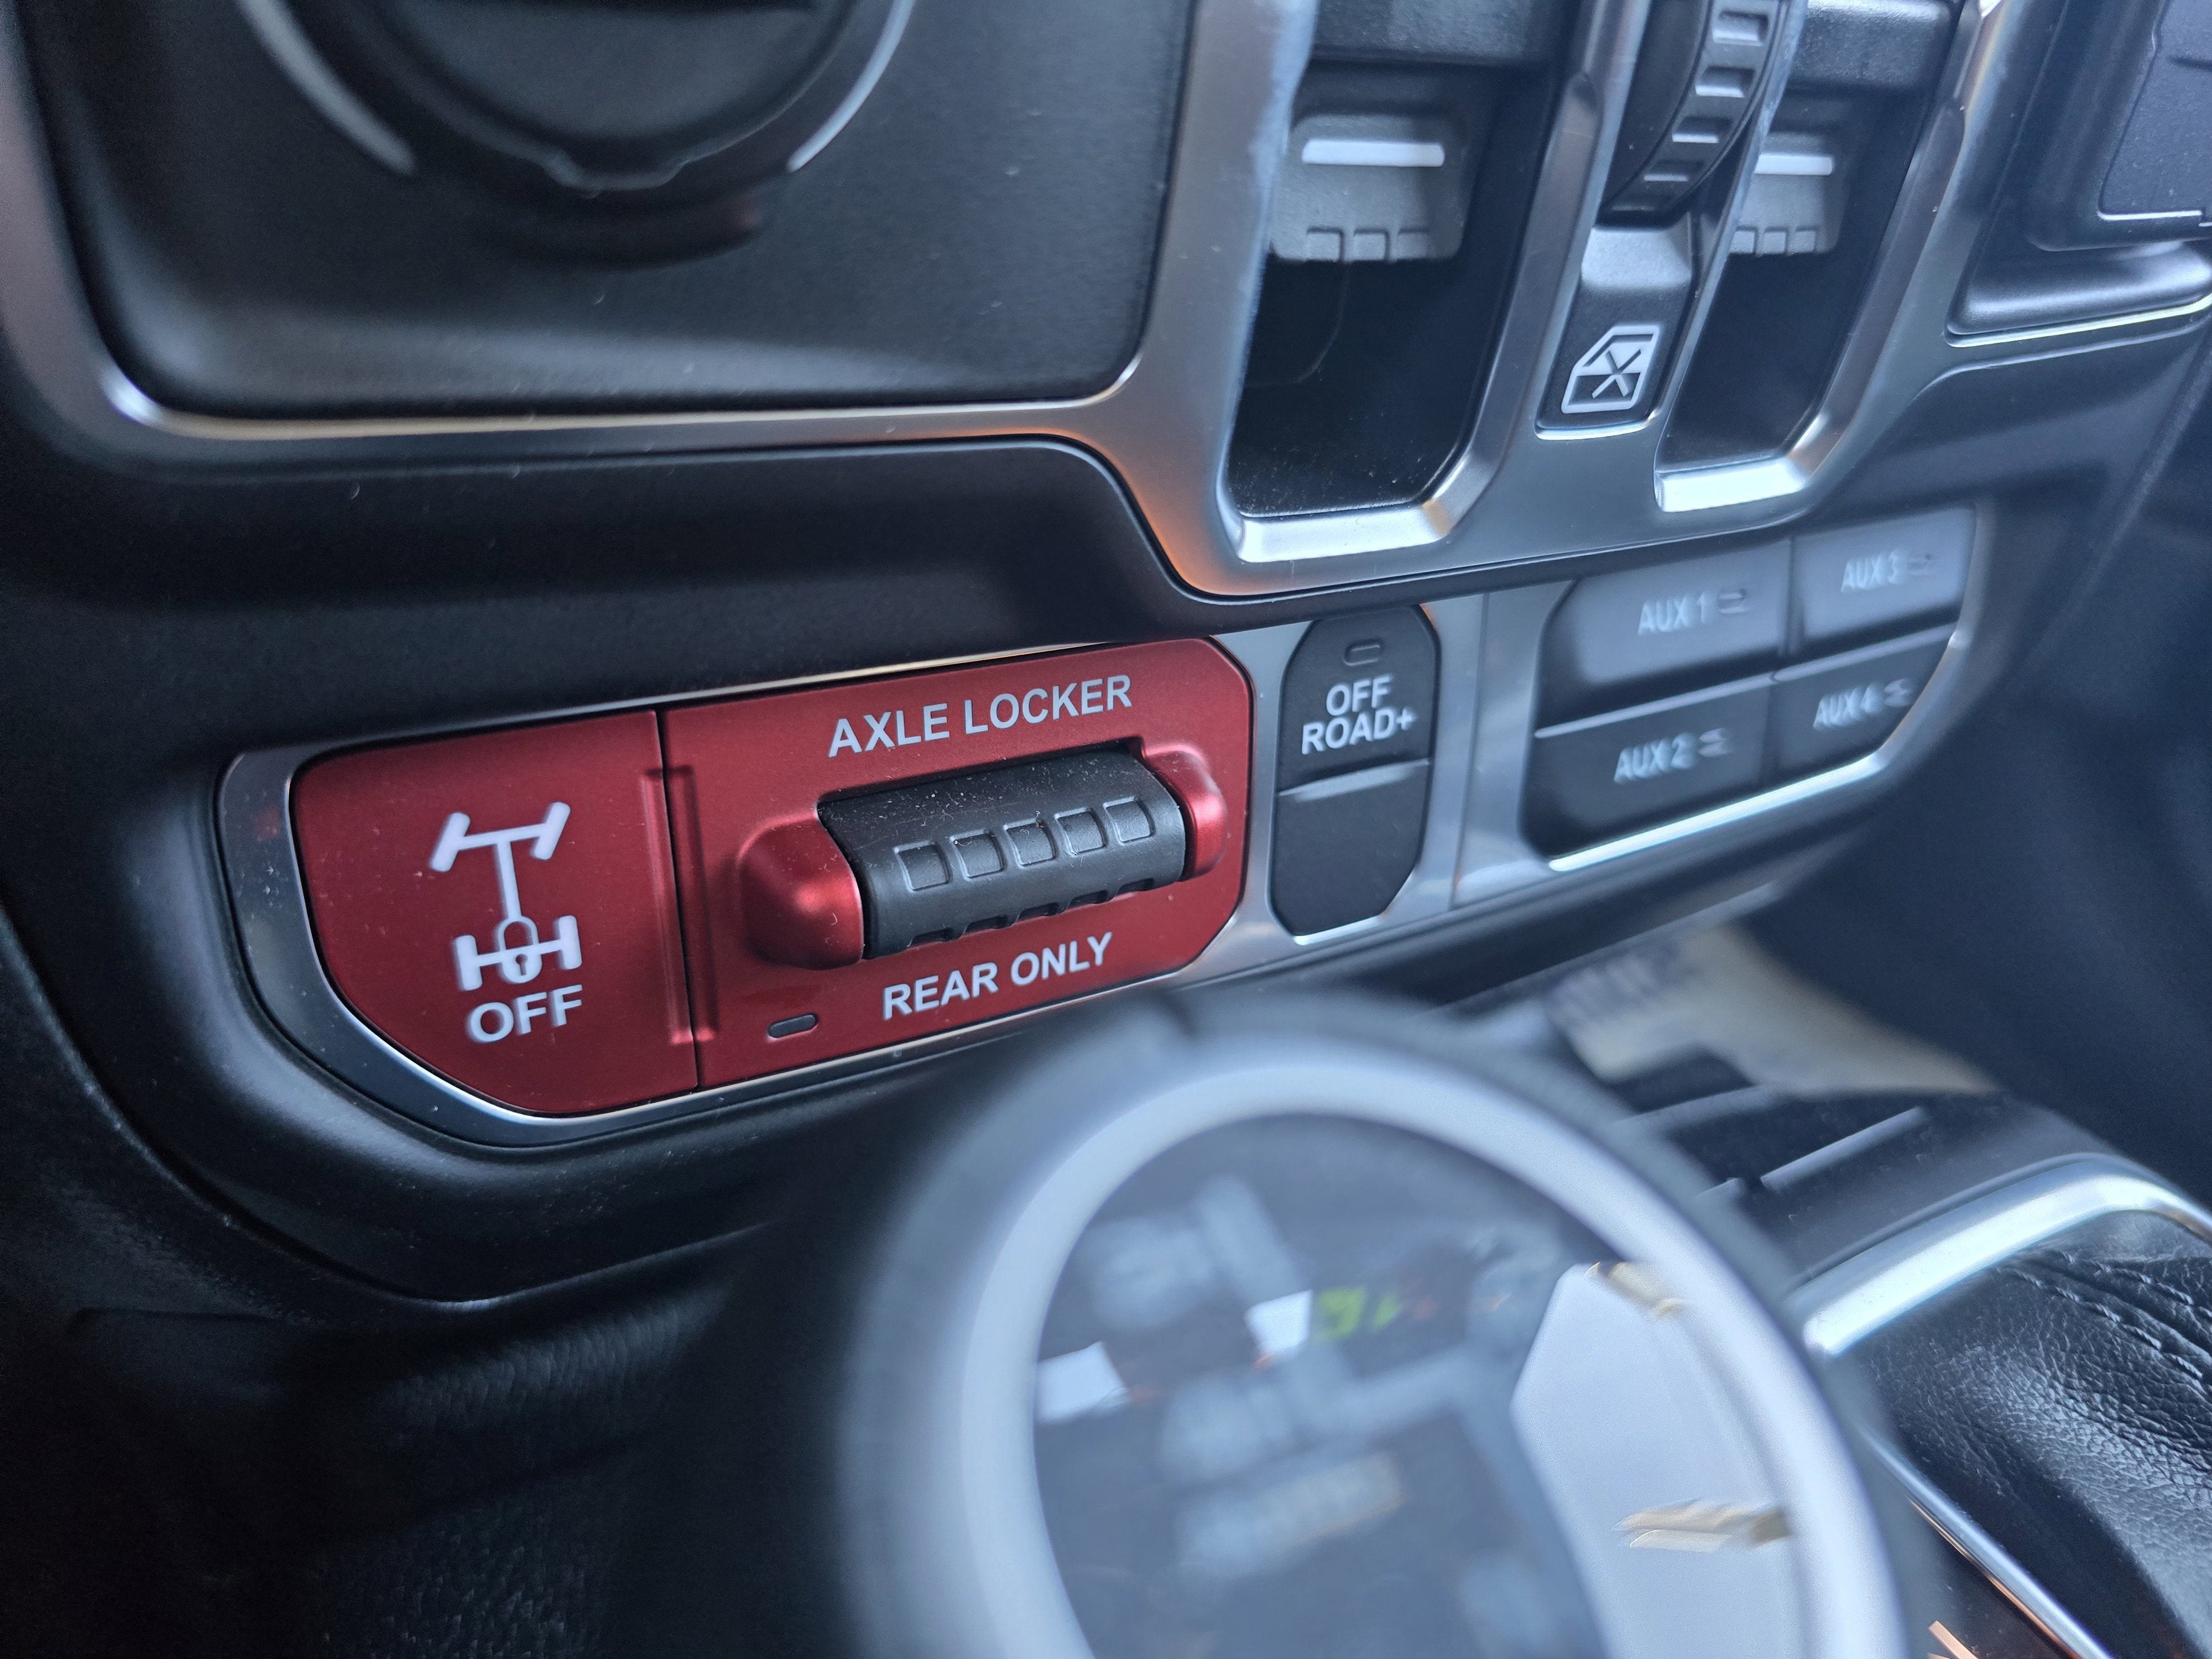 AXLE LOCKER
REAR ONLY
OFF
OFF
ROAD+
AUX 1
AUX 3
AUX 2
AUX 4